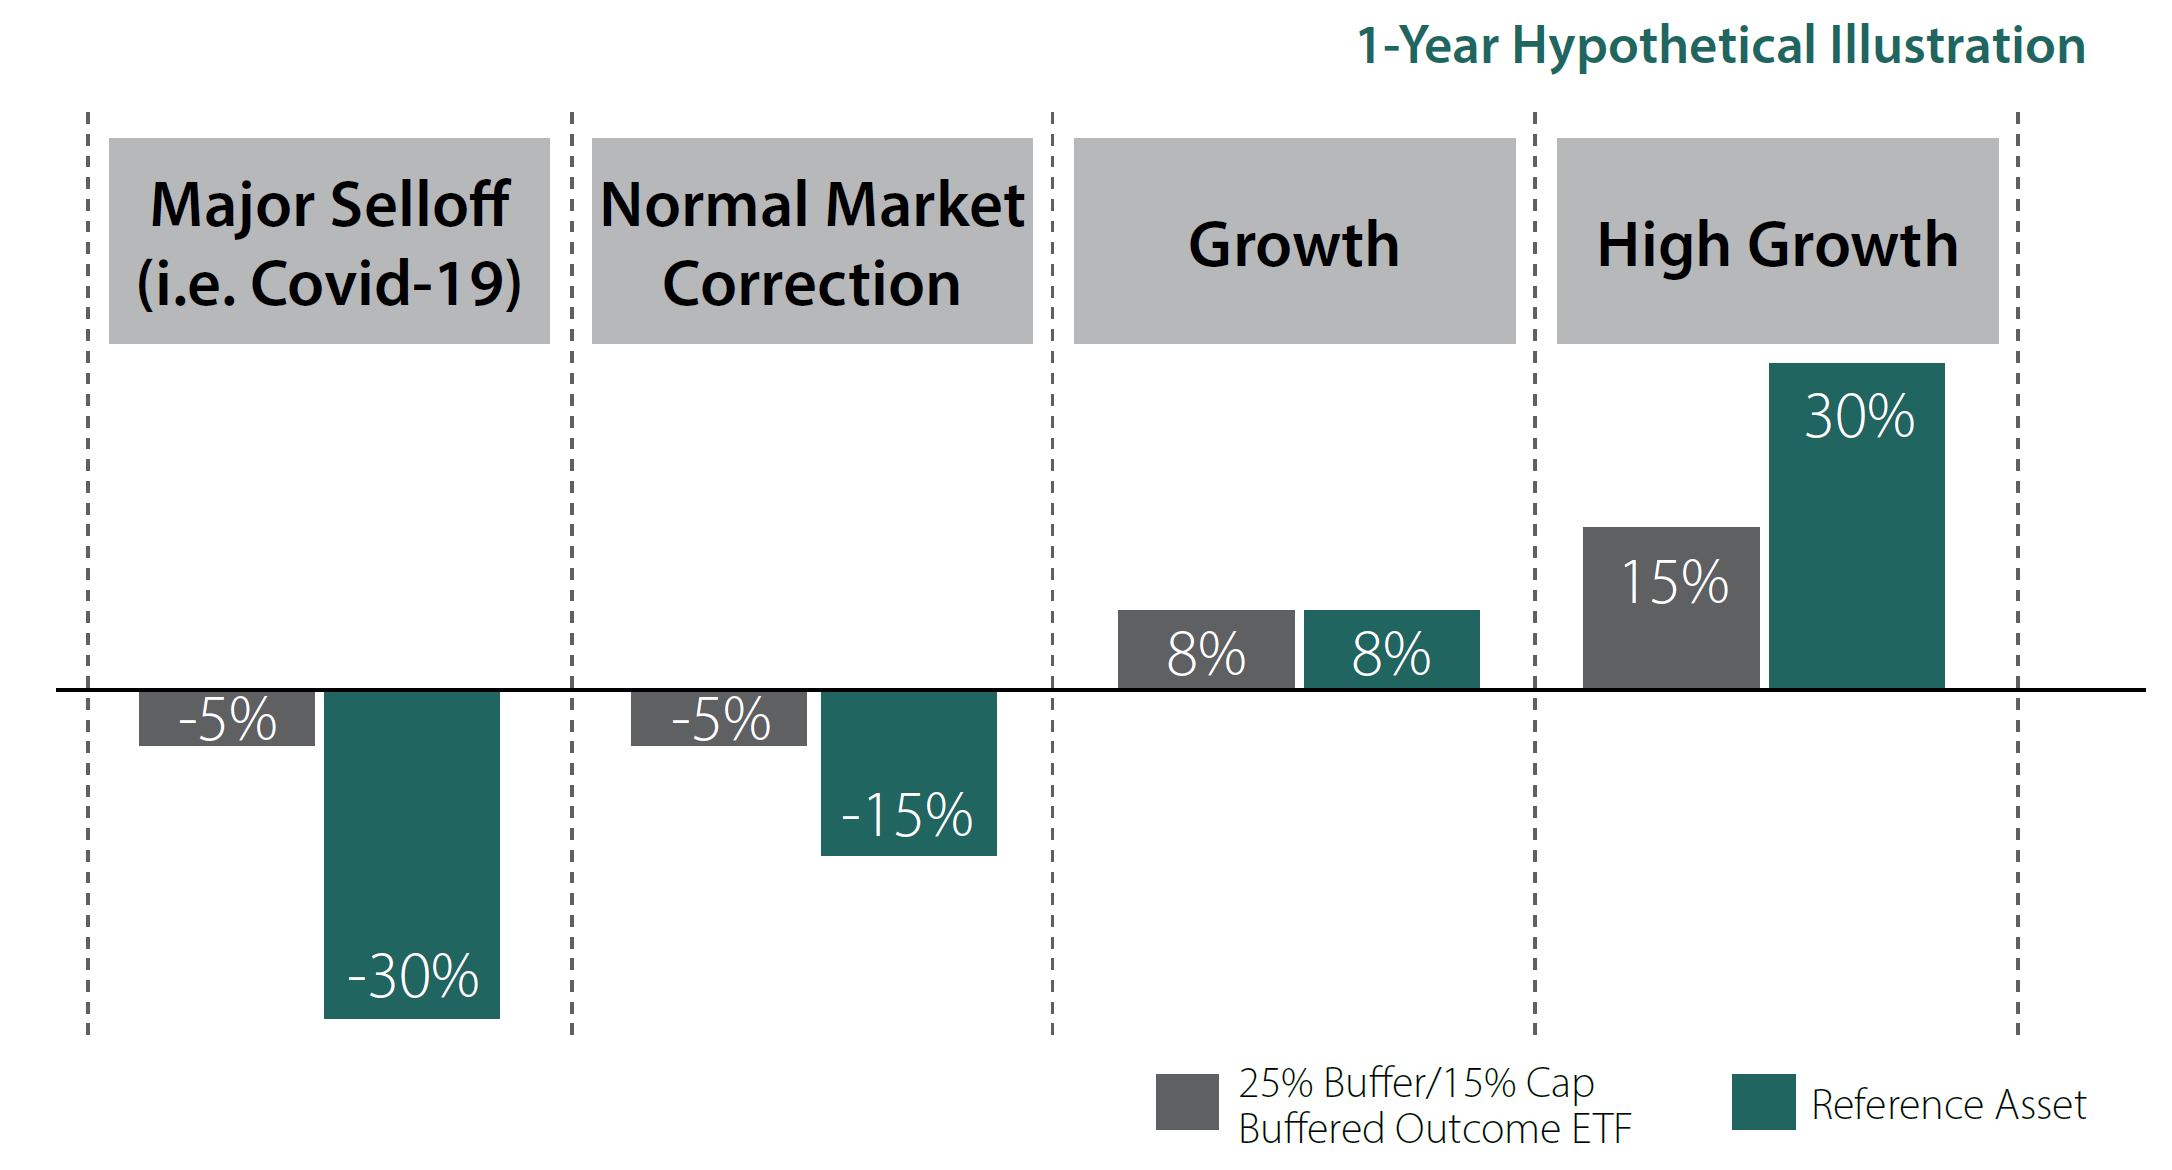 1-Year Hypothetical Illustration
Major Selloff
(i.e. Covid-19)
Normal Market
Correction
Growth
High Growth
-5%
-30%
-5%
-15%
8%
8%
15%
30%
25% Buffer/15% Cap
Buffered Outcome ETF
Reference Asset